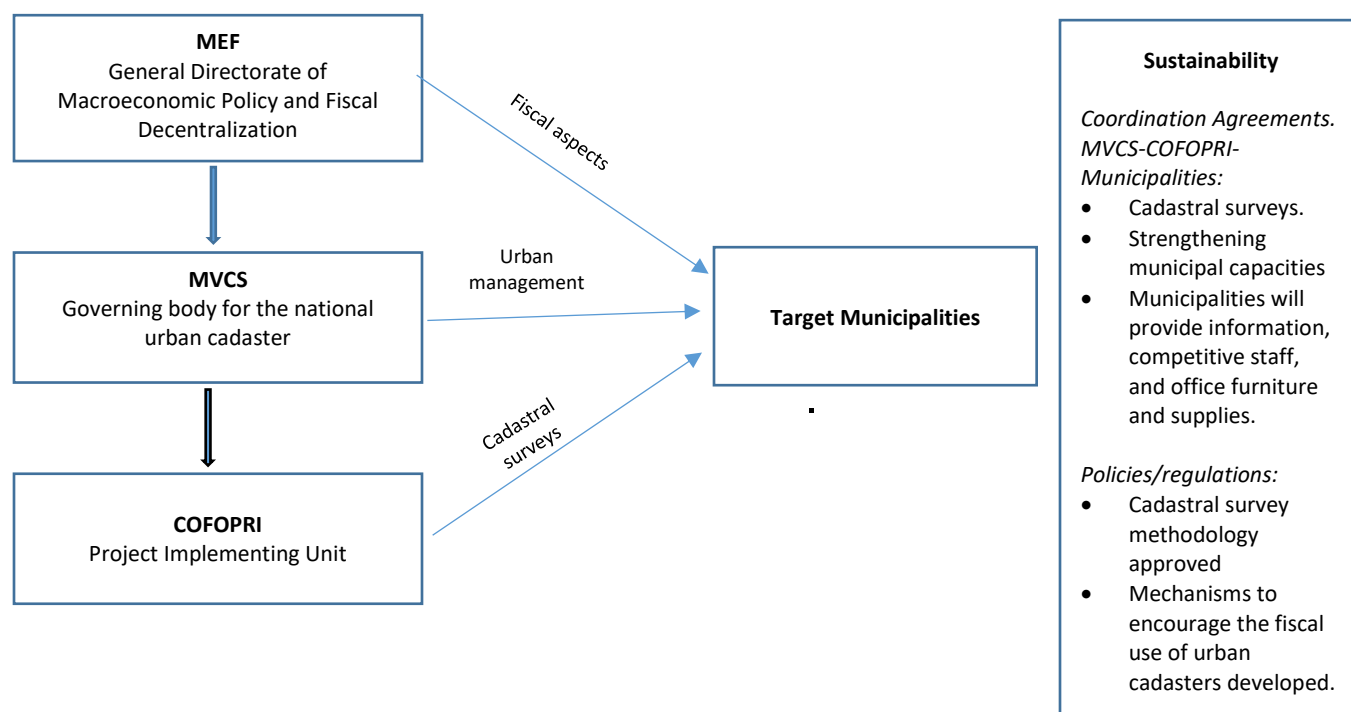 MEF
General Directorate of
Macroeconomic Policy and Fiscal
Decentralization
Fiscal aspects
MVCS
Governing body for the national
urban cadaster
Urban
management
Target Municipalities
Cadastral
surveys
COFOPRI
Project Implementing Unit
Sustainability
Coordination Agreements.
MVCS-COFOPRI-
Municipalities:
• Cadastral surveys.
• Strengthening
municipal capacities
• Municipalities will
provide information,
competitive staff,
and office furniture
and supplies.
Policies/regulations:
• Cadastral survey
methodology
approved
• Mechanisms to
encourage the fiscal
use of urban
cadasters developed.